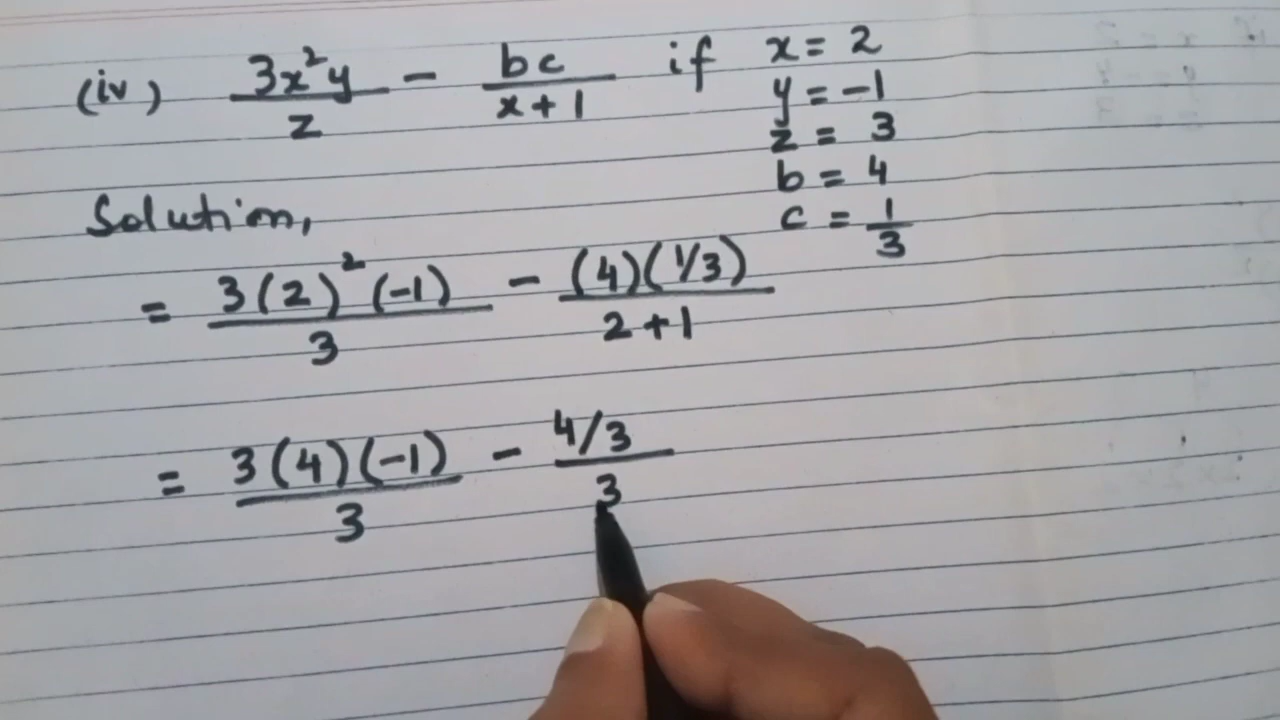 (iv) 3x²y/z - bc/x+1 if x = 2
y = -1
z = 3
b = 4
c = 1/3
Solution,
= 3(2)²(-1)/3 - (4)(1/3)/2+1
= 3(4)(-1)/3 - 4/3/3